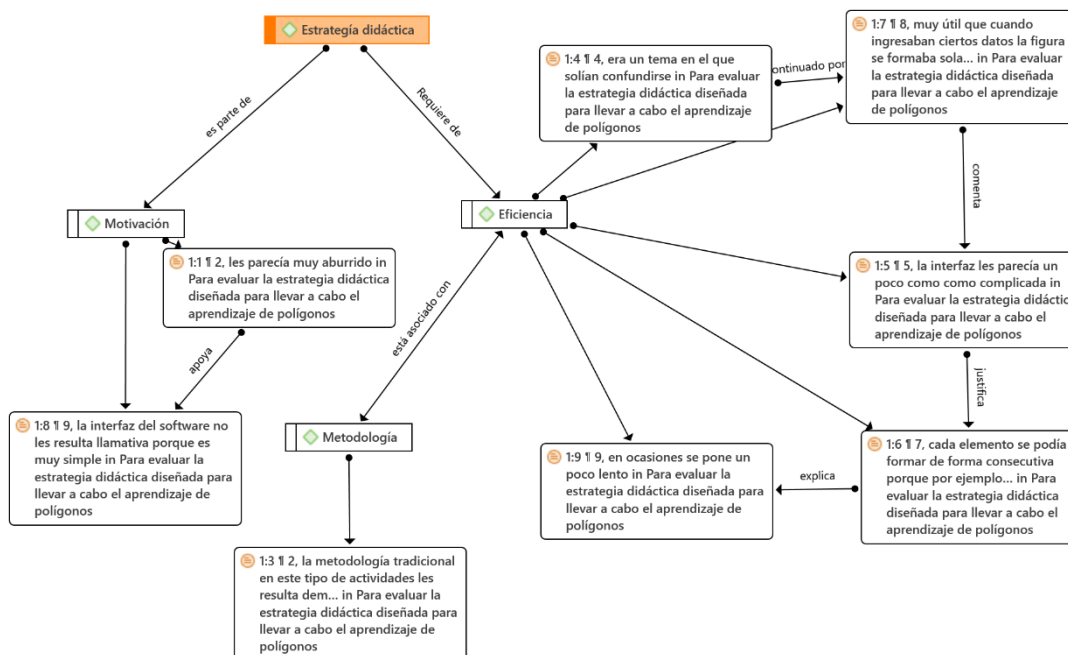 Estrategía didáctica
es parte de
Requiere de
1:4 ¶ 4, era un tema en el que
solían confundirse in Para evaluar
la estrategia didáctica diseñada
para llevar a cabo el aprendizaje
de polígonos
ontinuado por
1:7 ¶ 8, muy útil que cuando
ingresaban ciertos datos la figura
se formaba sola... in Para evaluar
la estrategia didáctica diseñada
para llevar a cabo el aprendizaje
de polígonos
Motivación
Eficiencia
comenta
1:1 ¶ 2, les parecía muy aburrido in
Para evaluar la estrategia didáctica
diseñada para llevar a cabo el
aprendizaje de polígonos
1:5 ¶ 5, la interfaz les parecía un
poco como como complicada in
Para evaluar la estrategia didáctic
diseñada para llevar a cabo el
aprendizaje de polígonos
apoya
está asociado con
justifica
1:8 ¶ 9, la interfaz del software no
les resulta llamativa porque es
muy simple in Para evaluar la
estrategia didáctica diseñada para
llevar a cabo el aprendizaje de
polígonos
Metodología
1:9 ¶ 9, en ocasiones se pone un
poco lento in Para evaluar la
estrategia didáctica diseñada para
llevar a cabo el aprendizaje de
polígonos
explica
1:6 ¶ 7, cada elemento se podía
formar de forma consecutiva
porque por ejemplo... in Para
evaluar la estrategia didáctica
diseñada para llevar a cabo el
aprendizaje de polígonos
1:3 ¶ 2, la metodología tradicional
en este tipo de actividades les
resulta dem... in Para evaluar la
estrategia didáctica diseñada para
llevar a cabo el aprendizaje de
polígonos